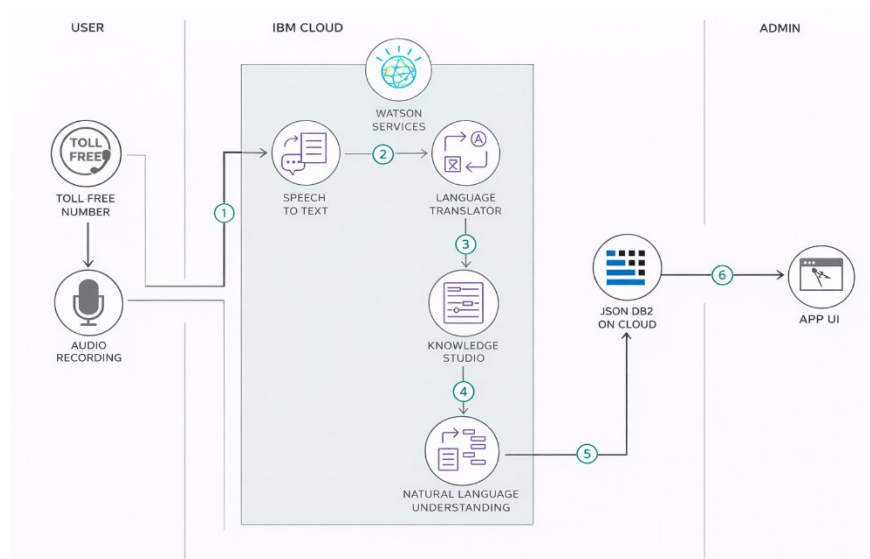 USER
IBM CLOUD
ADMIN
WATSON
SERVICES
TOLL
FREE
TOLL FREE
NUMBER
AUDIO
RECORDING
1
SPEECH
TO TEXT
2
A
文
LANGUAGE
TRANSLATOR
3
KNOWLEDGE
STUDIO
4
NATURAL LANGUAGE
UNDERSTANDING
5
JSON DB2
ON CLOUD
6
APP UI